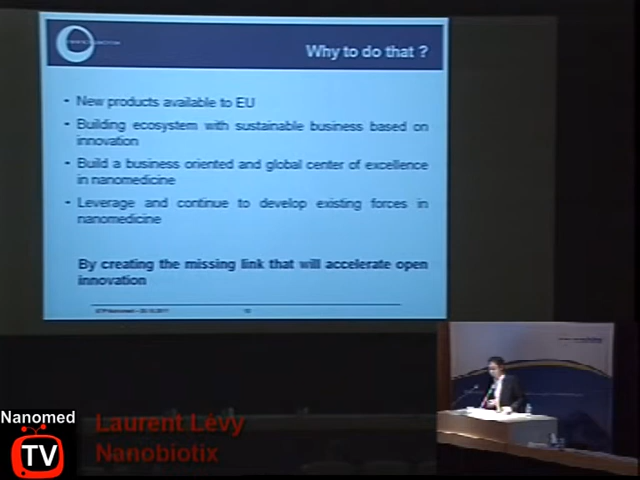 Why to do that ?
• New products available to EU
• Building ecosystem with sustainable business based on
innovation
• Build a business oriented and global center of excellence
in nanomedicine
• Leverage and continue to develop existing forces in
nanomedicine
By creating the missing link that will accelerate open
innovation
Nanomed
TV
Laurent Lévy
Nanobiotix